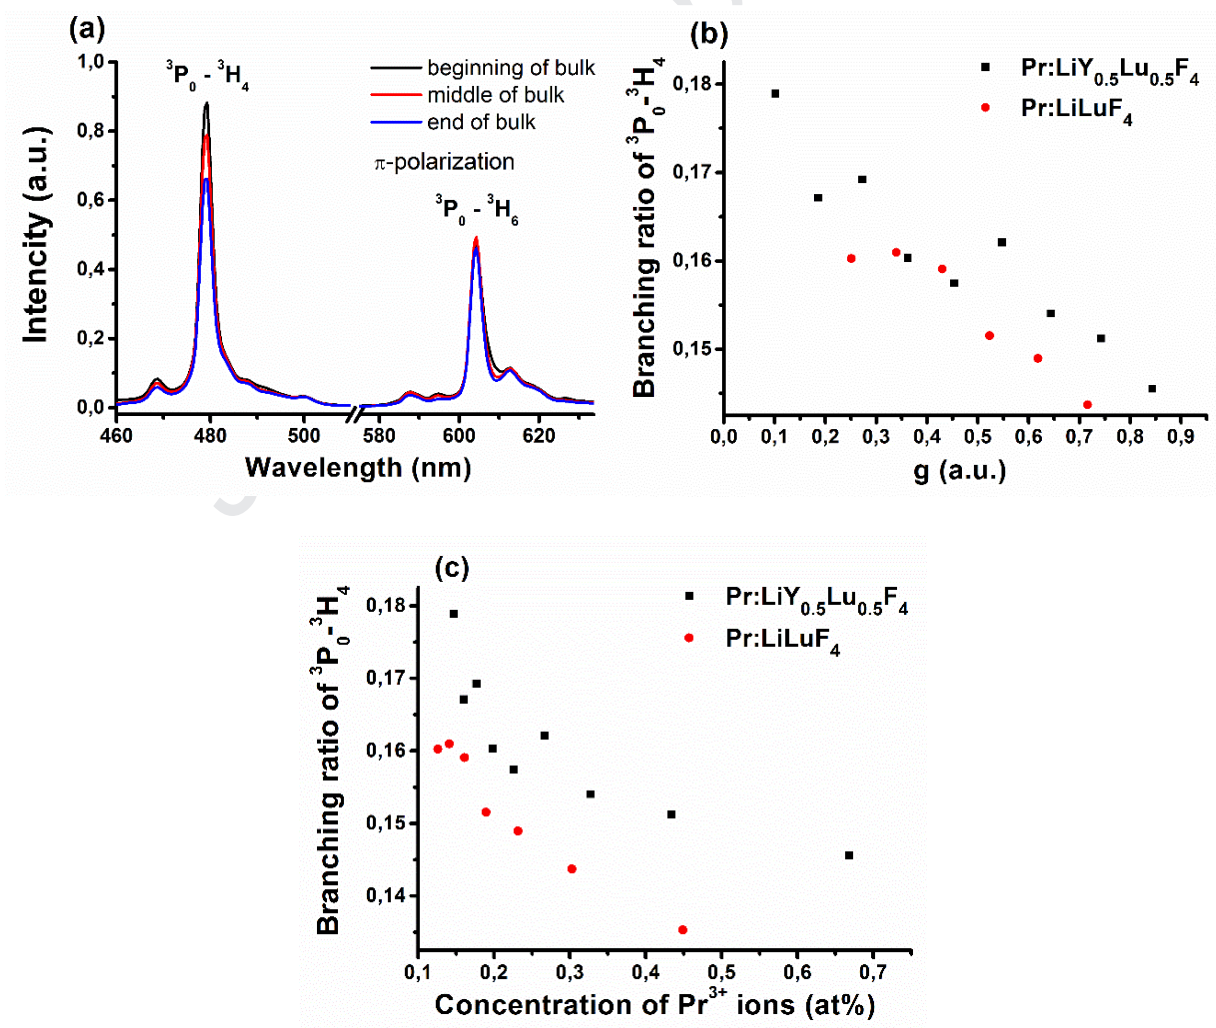 (a)
³P₀ - ³H₄
beginning of bulk
middle of bulk
end of bulk
π-polarization
³P₀ - ³H₆
Intencity (a.u.)
1,0
0,8
0,6
0,4
0,2
0,0
460 480 500 580 600 620
Wavelength (nm)
(b)
Pr:LiY₀.₅Lu₀.₅F₄
Pr:LiLuF₄
Branching ratio of ³P₀-³H₄
0,18
0,17
0,16
0,15
0,0 0,1 0,2 0,3 0,4 0,5 0,6 0,7 0,8 0,9
g (a.u.)
(c)
Pr:LiY₀.₅Lu₀.₅F₄
Pr:LiLuF₄
Branching ratio of ³P₀-³H₄
0,18
0,17
0,16
0,15
0,14
0,1 0,2 0,3 0,4 0,5 0,6 0,7
Concentration of Pr³⁺ ions (at%)